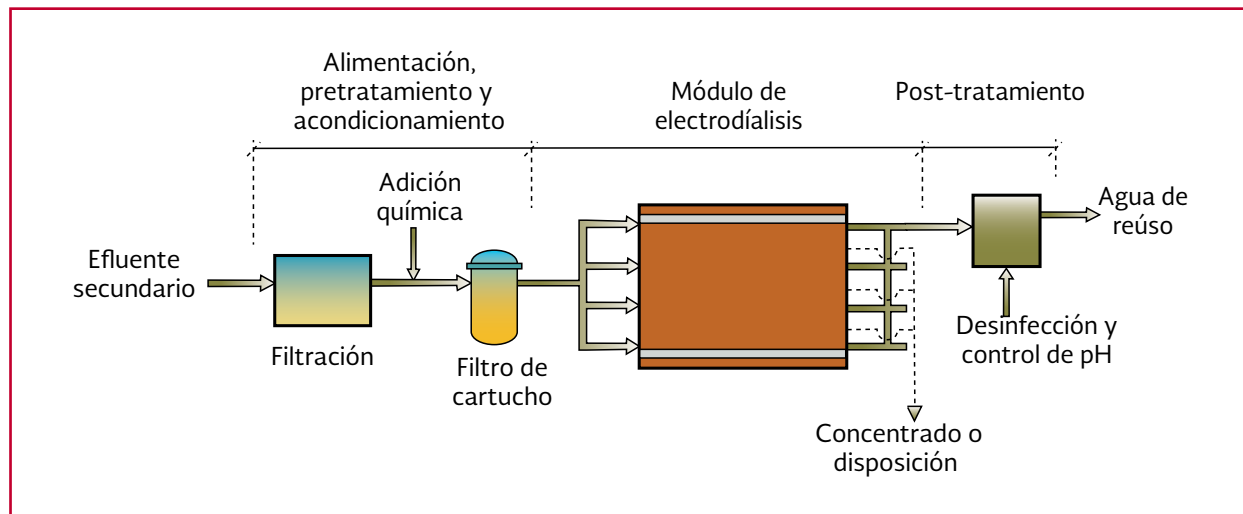 Alimentación,
pretratamiento y
acondicionamiento
Módulo de
electrodíalisis
Post-tratamiento
Adición
química
Efluente
secundario
Filtración
Filtro de
cartucho
Agua de
reúso
Desinfección y
control de pH
Concentrado o
disposición